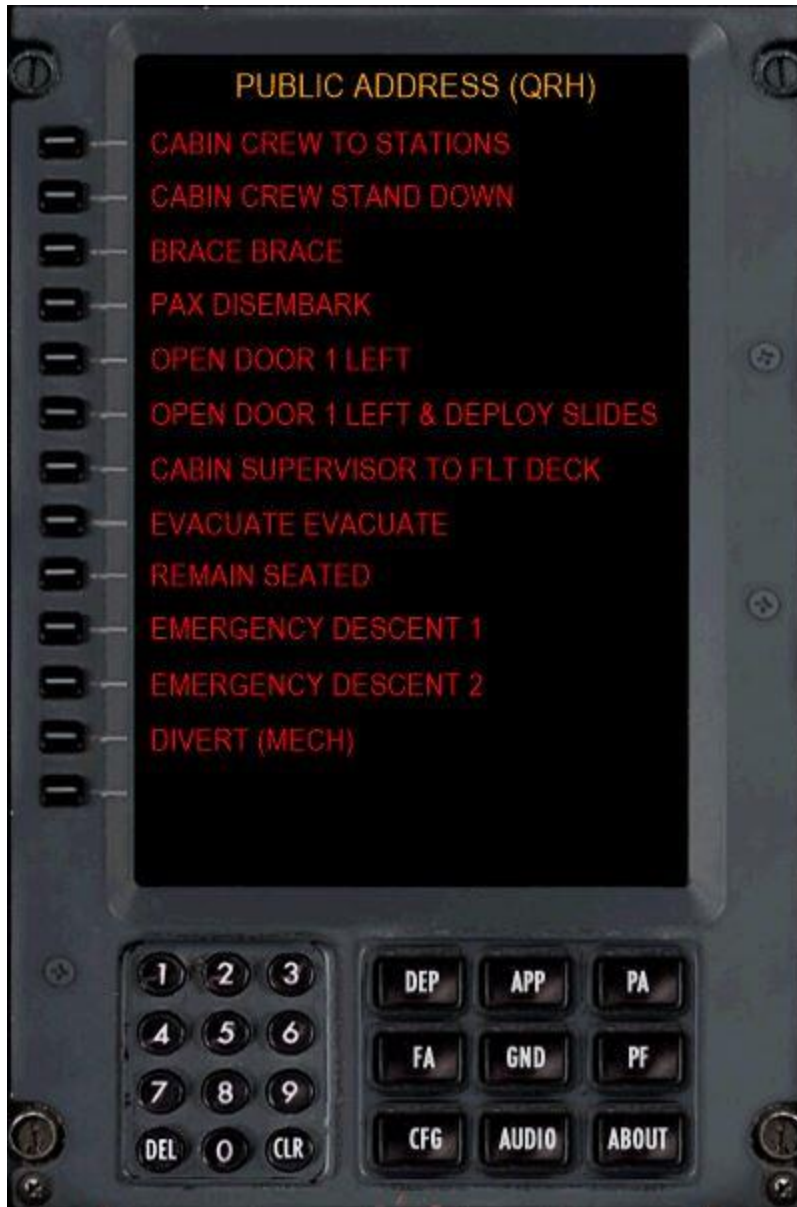 PUBLIC ADDRESS (QRH)
CABIN CREW TO STATIONS
CABIN CREW STAND DOWN
BRACE BRACE
PAX DISEMBARK
OPEN DOOR 1 LEFT
OPEN DOOR 1 LEFT & DEPLOY SLIDES
CABIN SUPERVISOR TO FLT DECK
EVACUATE EVACUATE
REMAIN SEATED
EMERGENCY DESCENT 1
EMERGENCY DESCENT 2
DIVERT (MECH)
1 2 3
4 5 6
7 8 9
DEL 0 CLR
DEP APP PA
FA GND PF
CFG AUDIO ABOUT